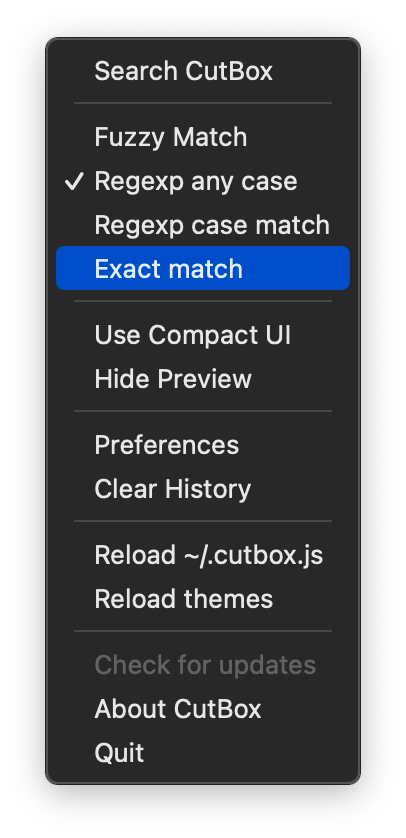 Search CutBox
Fuzzy Match
✓ Regexp any case
Regexp case match
Exact match
Use Compact UI
Hide Preview
Preferences
Clear History
Reload ~/.cutbox.js
Reload themes
Check for updates
About CutBox
Quit